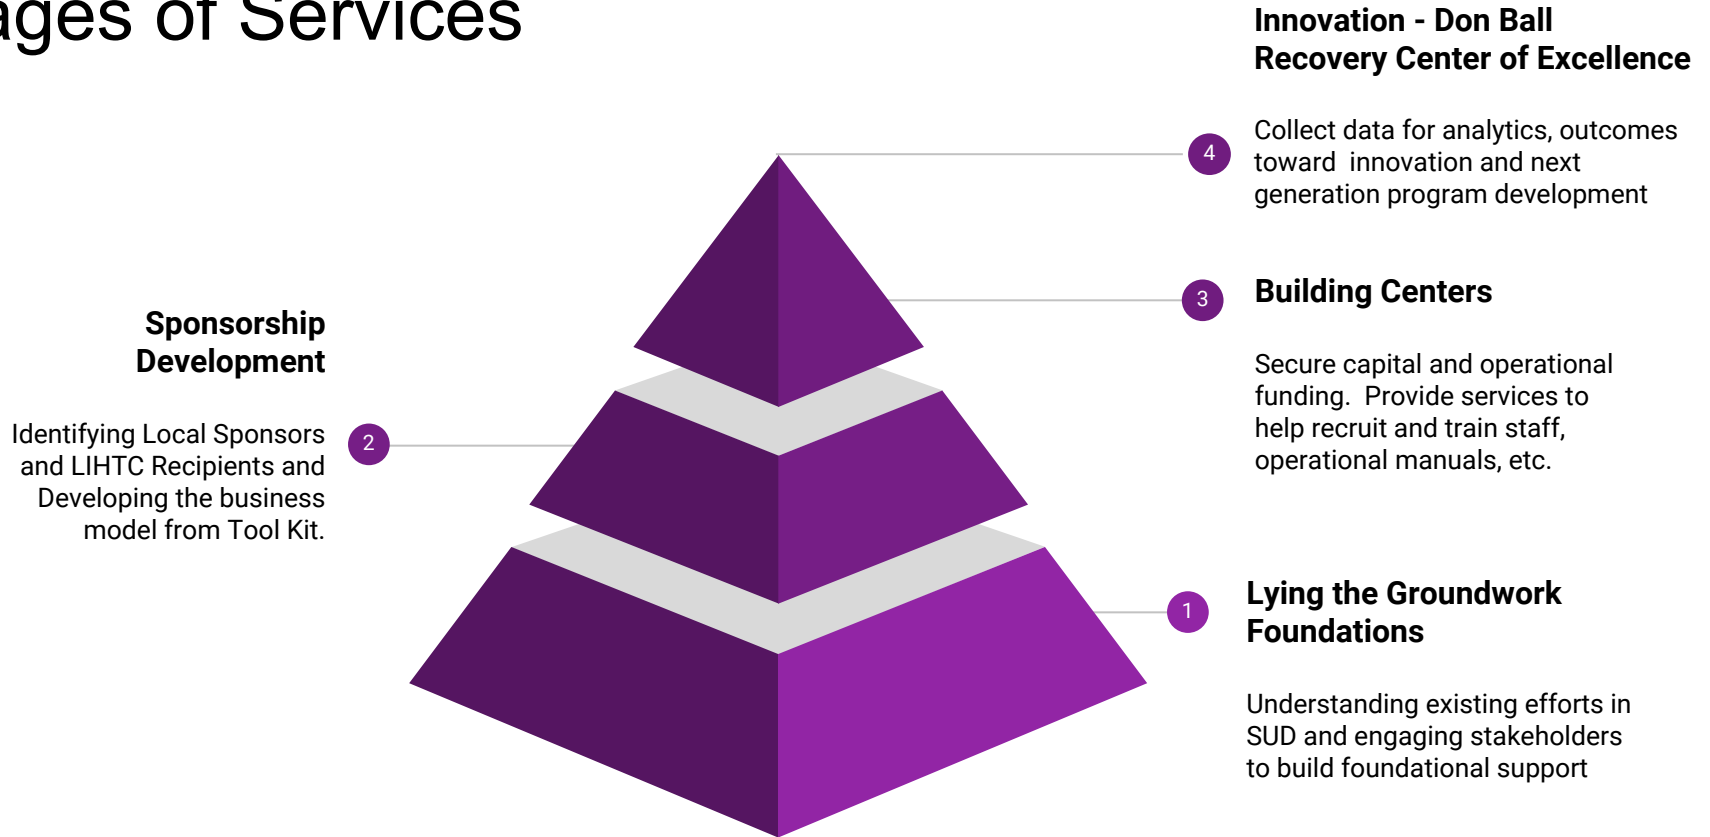 ages of Services
Innovation - Don Ball
Recovery Center of Excellence
Collect data for analytics, outcomes
toward  innovation and next
generation program development
4
3
Building Centers
Secure capital and operational
funding.  Provide services to
help recruit and train staff,
operational manuals, etc.
Sponsorship
Development
Identifying Local Sponsors
and LIHTC Recipients and
Developing the business
model from Tool Kit.
2
1
Lying the Groundwork
Foundations
Understanding existing efforts in
SUD and engaging stakeholders
to build foundational support